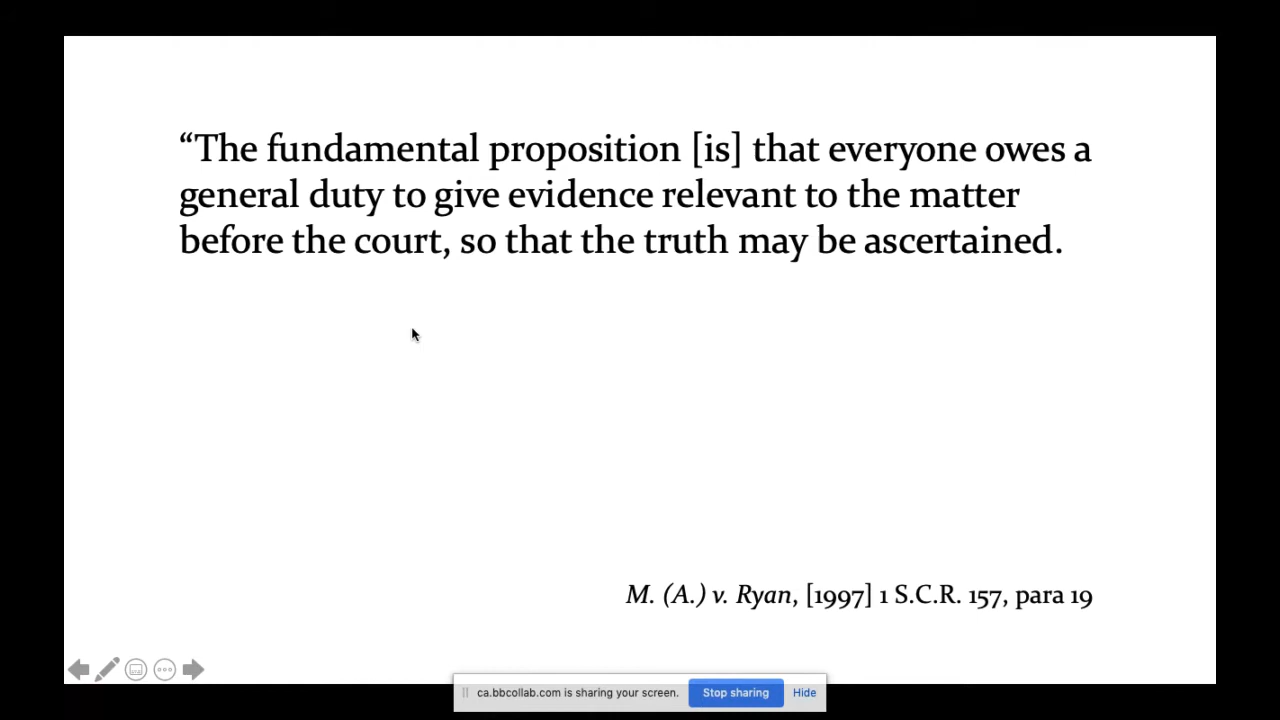 “The fundamental proposition [is] that everyone owes a
general duty to give evidence relevant to the matter
before the court, so that the truth may be ascertained.
M. (A.) v. Ryan, [1997] 1 S.C.R. 157, para 19
ca.bbcollab.com is sharing your screen. Stop sharing Hide